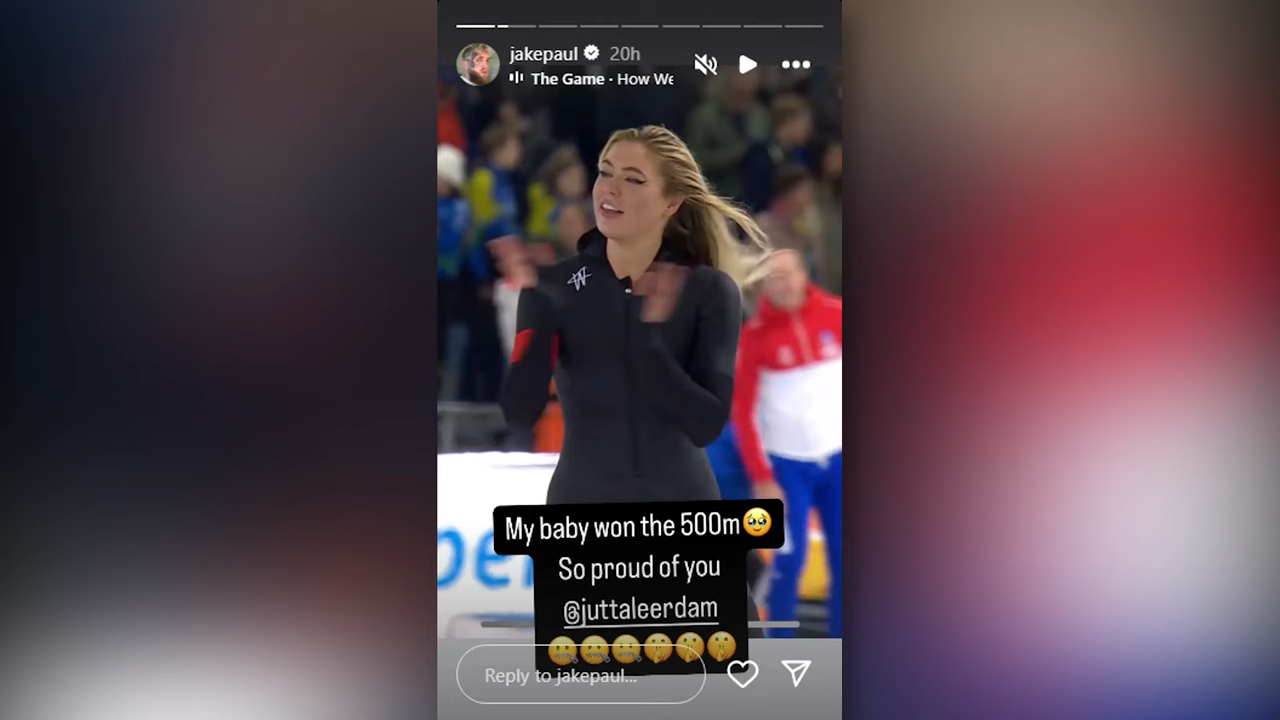 jakepaul 20h
The Game · How We
My baby won the 500m🥹
So proud of you
@juttaleerdam
🤐🤐🤐🤫🤫🤫
Reply to jakepaul...